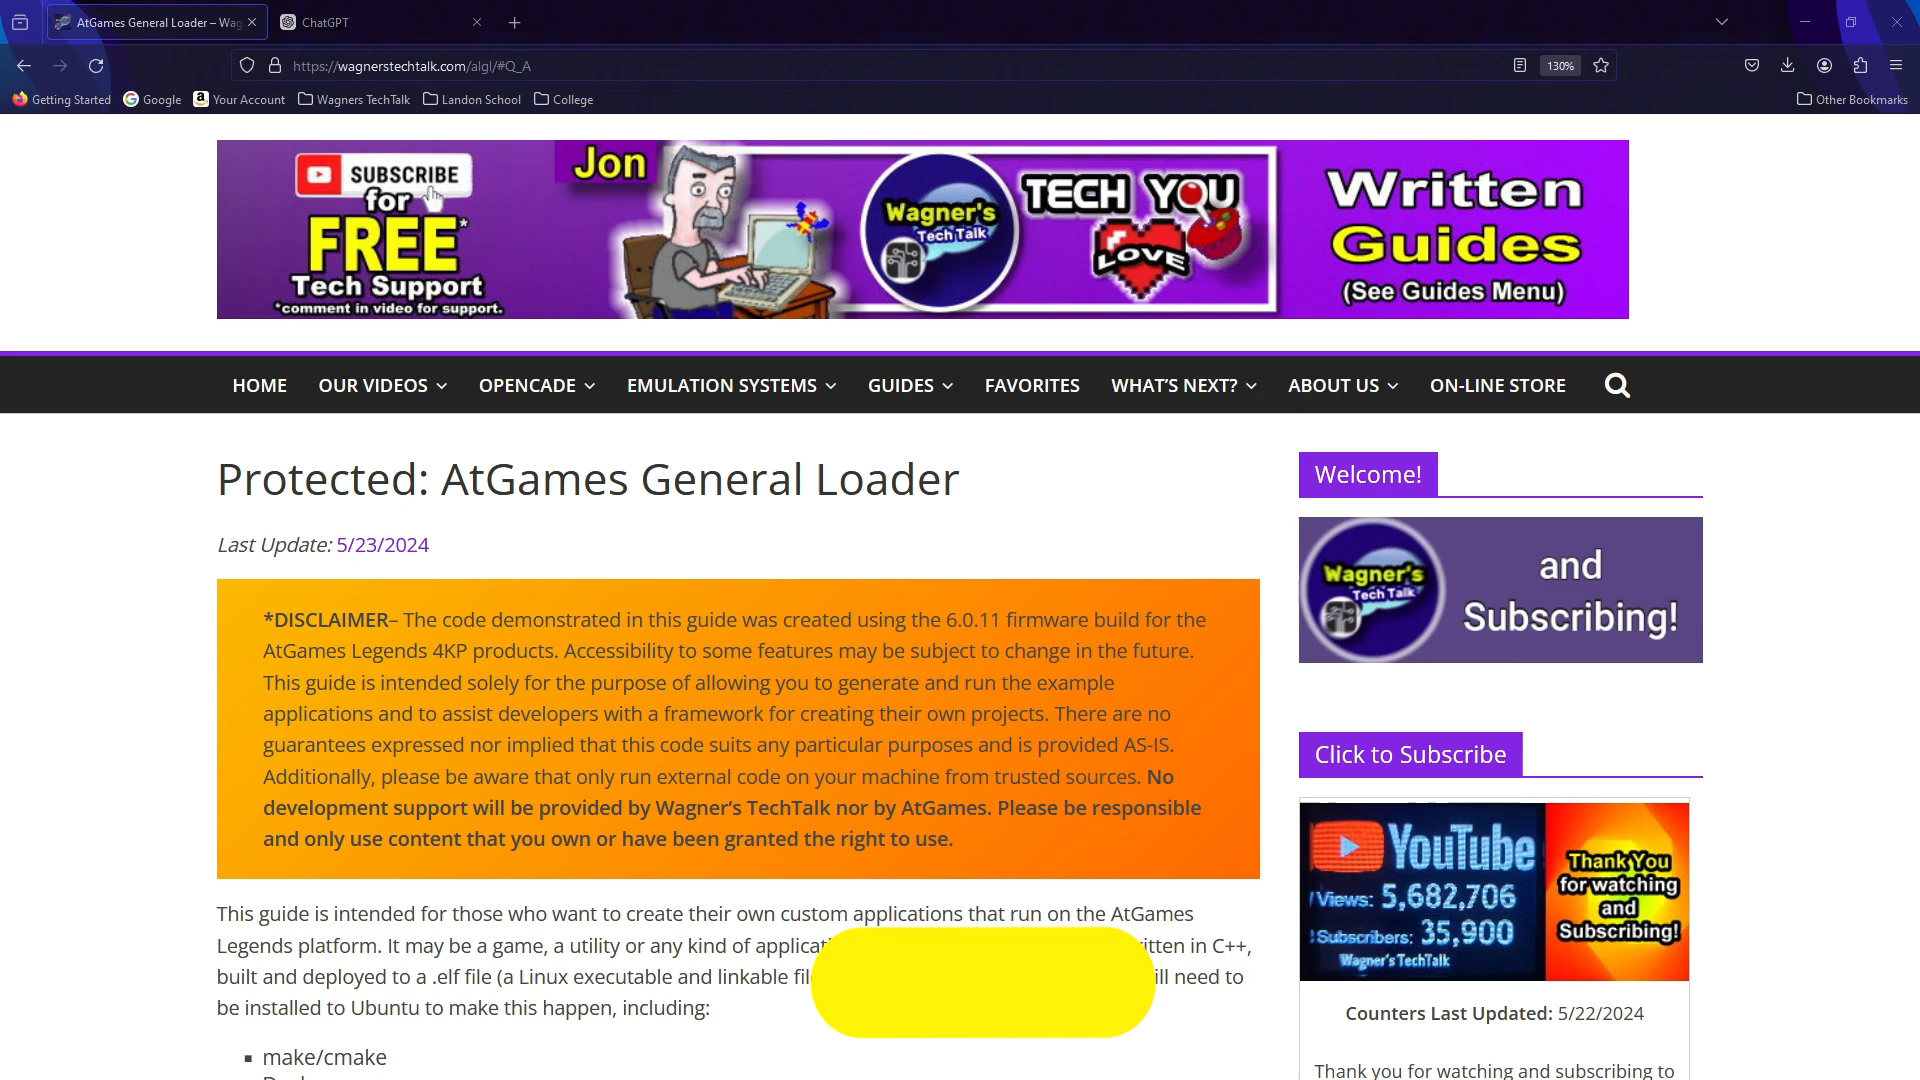 AtGames General Loader – Wag
ChatGPT
https://wagnerstechtalk.com/algl/#Q_A
130%
Getting Started
Google
Your Account
Wagners TechTalk
Landon School
College
Other Bookmarks
SUBSCRIBE
for
FREE*
Tech Support
*comment in video for support.
Jon
Wagner's
TechTalk
TECH YOU
LOVE
Written
Guides
(See Guides Menu)
HOME
OUR VIDEOS
OPENCADE
EMULATION SYSTEMS
GUIDES
FAVORITES
WHAT'S NEXT?
ABOUT US
ON-LINE STORE
Protected: AtGames General Loader
Last Update: 5/23/2024
*DISCLAIMER– The code demonstrated in this guide was created using the 6.0.11 firmware build for the
AtGames Legends 4KP products. Accessibility to some features may be subject to change in the future.
This guide is intended solely for the purpose of allowing you to generate and run the example
applications and to assist developers with a framework for creating their own projects. There are no
guarantees expressed nor implied that this code suits any particular purposes and is provided AS-IS.
Additionally, please be aware that only run external code on your machine from trusted sources. No
development support will be provided by Wagner's TechTalk nor by AtGames. Please be responsible
and only use content that you own or have been granted the right to use.
This guide is intended for those who want to create their own custom applications that run on the AtGames
Legends platform. It may be a game, a utility or any kind of in C++,
built and deployed to a .elf file (a Linux executable and linkable need to
be installed to Ubuntu to make this happen, including:
make/cmake
Welcome!
Wagner's
Tech Talk
and
Subscribing!
Click to Subscribe
YouTube
Views: 5,682,706
Subscribers: 35,900
Wagner's TechTalk
Thank You
for watching
and
Subscribing!
Counters Last Updated: 5/22/2024
Thank you for watching and subscribing to